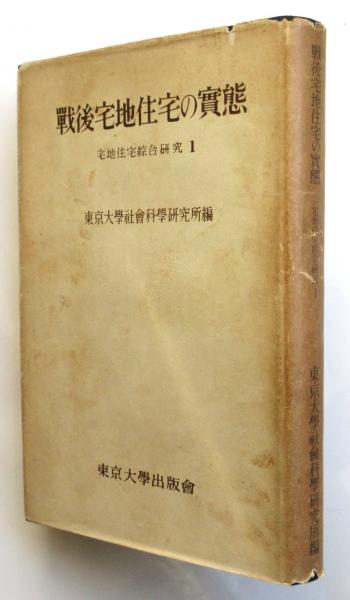 戰後宅地住宅の實態
宅地住宅綜合研究 1
東京大學社會科學研究所編
東京大學出版會
戰後宅地住宅の實態
東京大學社會科學研究所編